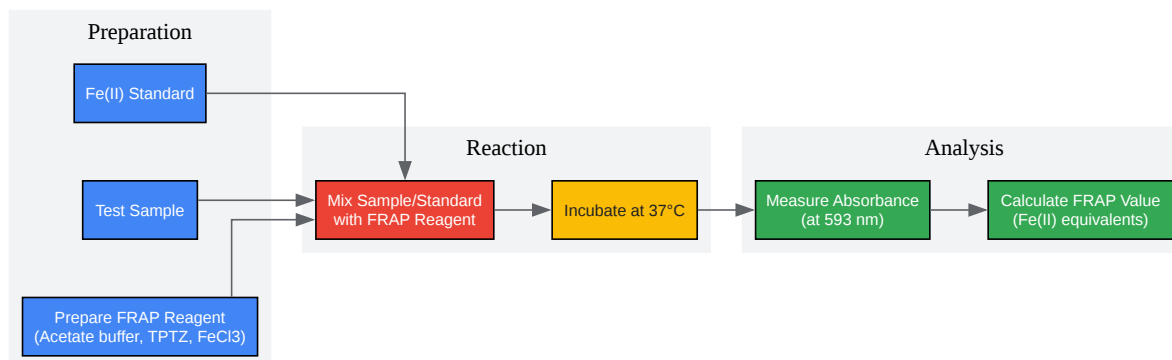 Preparation
Fe(II) Standard
Test Sample
Prepare FRAP Reagent
(Acetate buffer, TPTZ, FeCl3)
Reaction
Mix Sample/Standard
with FRAP Reagent
Incubate at 37°C
Analysis
Measure Absorbance
(at 593 nm)
Calculate FRAP Value
(Fe(II) equivalents)